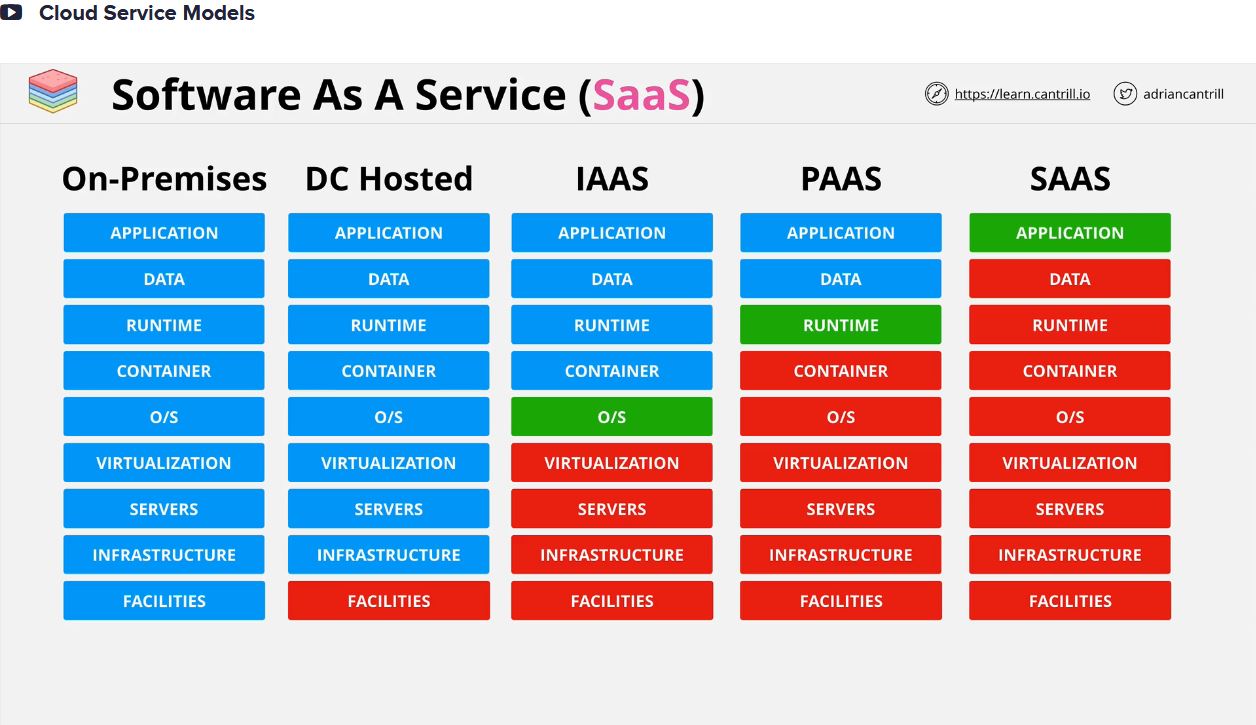 Cloud Service Models
Software As A Service (SaaS)
https://learn.cantrill.io
adriancantrill
On-Premises DC Hosted IAAS PAAS SAAS
APPLICATION APPLICATION APPLICATION APPLICATION APPLICATION
DATA DATA DATA DATA DATA
RUNTIME RUNTIME RUNTIME RUNTIME RUNTIME
CONTAINER CONTAINER CONTAINER CONTAINER CONTAINER
O/S O/S O/S O/S O/S
VIRTUALIZATION VIRTUALIZATION VIRTUALIZATION VIRTUALIZATION VIRTUALIZATION
SERVERS SERVERS SERVERS SERVERS SERVERS
INFRASTRUCTURE INFRASTRUCTURE INFRASTRUCTURE INFRASTRUCTURE INFRASTRUCTURE
FACILITIES FACILITIES FACILITIES FACILITIES FACILITIES